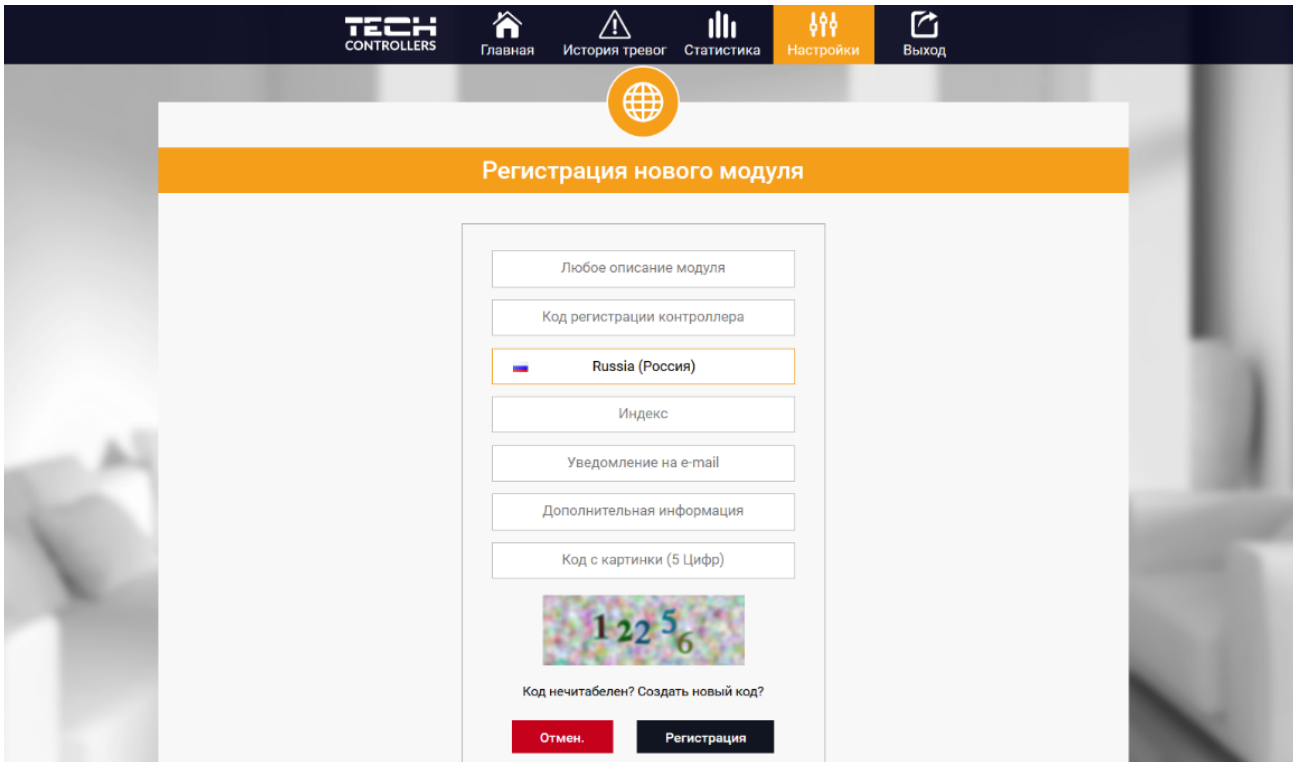 TECH
CONTROLLERS
Главная
История тревог
Статистика
Настройки
Выход
Регистрация нового модуля
Любое описание модуля
Код регистрации контроллера
Russia (Россия)
Индекс
Уведомление на e-mail
Дополнительная информация
Код с картинки (5 Цифр)
12256
Код нечитабелен? Создать новый код?
Отмен.
Регистрация